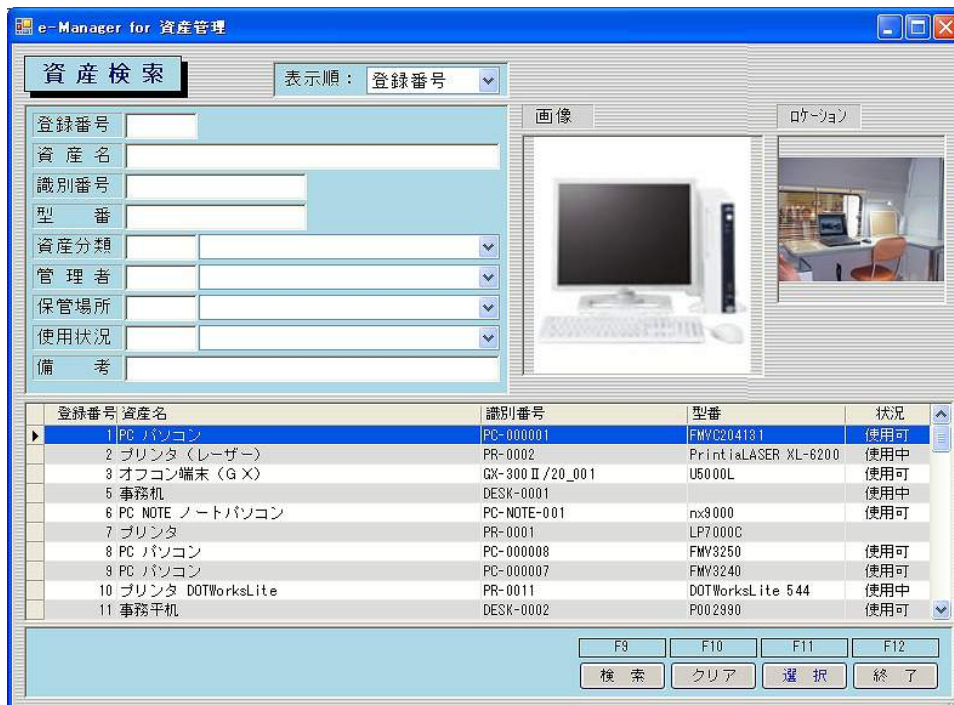 e-Manager for 資産管理
資産検索
表示順： 登録番号
画像
ﾛｹｰｼｮﾝ
登録番号
資 産 名
識別番号
型　　番
資産分類
管 理 者
保管場所
使用状況
備　　考
登録番号 資産名 識別番号 型番 状況
1 PC パソコン PC-000001 FMVC204131 使用可
2 プリンタ（レーザー） PR-0002 PrintiaLASER XL-6200 使用中
3 オフコン端末（ＧＸ） GX-300Ⅱ/20_001 U5000L 使用可
5 事務机 DESK-0001 使用中
6 PC NOTE ノートパソコン PC-NOTE-001 nx9000 使用可
7 プリンタ PR-0001 LP7000C
8 PC パソコン PC-000008 FMV3250 使用可
9 PC パソコン PC-000007 FMV3240 使用可
10 プリンタ DOTWorksLite PR-0011 DOTWorksLite 544 使用中
11 事務平机 DESK-0002 P002990 使用可
F9 F10 F11 F12
検 索 クリア 選 択 終 了